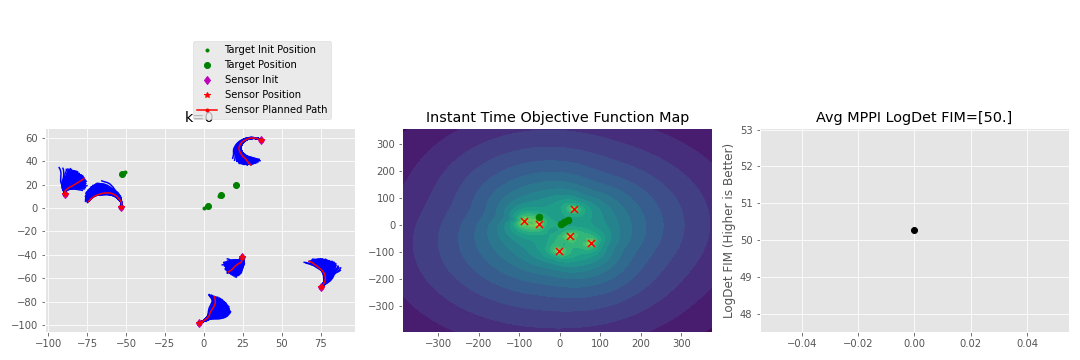 Target Init Position
Target Position
Sensor Init
Sensor Position
Sensor Planned Path
k=0
60
40
20
0
−20
−40
−60
−80
−100
−100 −75 −50 −25 0 25 50 75
Instant Time Objective Function Map
300
200
100
0
−100
−200
−300
−300 −200 −100 0 100 200 300
Avg MPPI LogDet FIM=[50.]
LogDet FIM (Higher is Better)
53
52
51
50
49
48
−0.04 −0.02 0.00 0.02 0.04